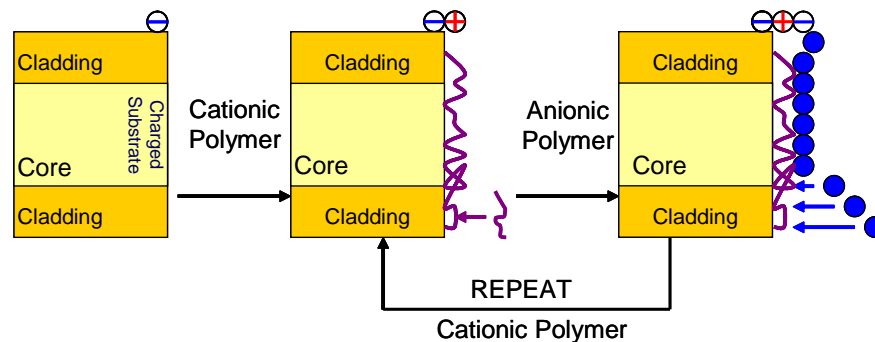 Cladding
Charged
Substrate
Core
Cladding
Cationic
Polymer
Cladding
Core
Cladding
Anionic
Polymer
Cladding
Core
Cladding
REPEAT
Cationic Polymer